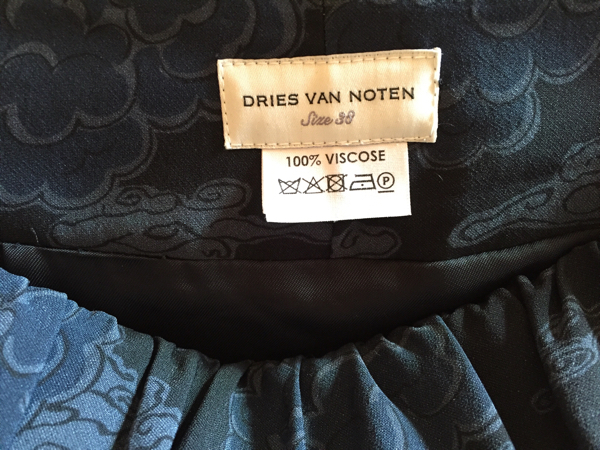 DRIES VAN NOTEN
Size 38
100% VISCOSE
P